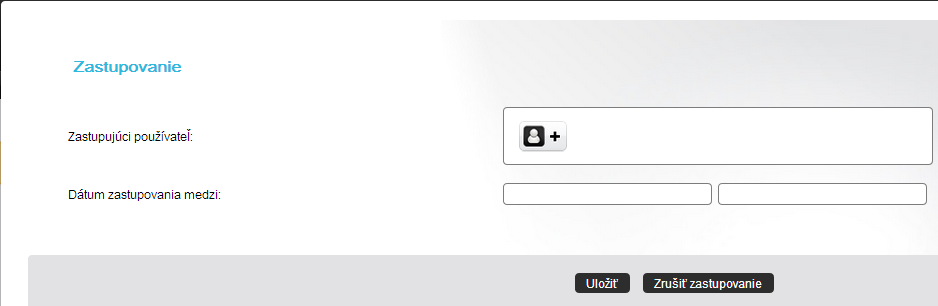 Zastupovanie
Zastupujúci používateľ:
Dátum zastupovania medzi:
Uložiť Zrušiť zastupovanie